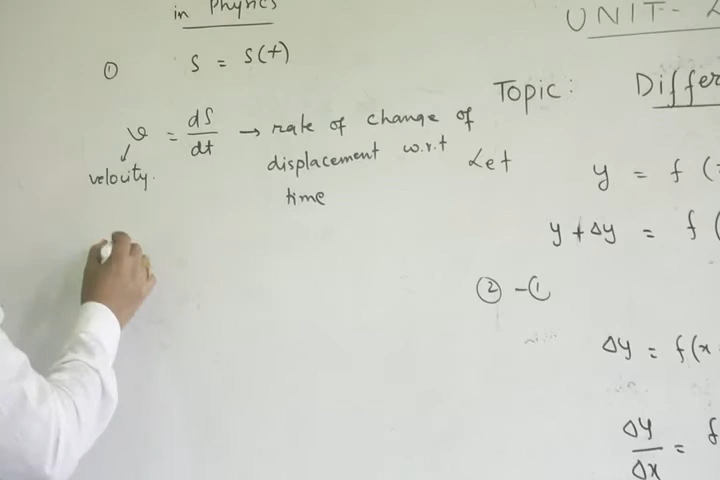 in Physics
① S = S(t)
v = dS/dt → rate of change of
velocity. displacement w.r.t
time
UNIT-
Topic:
Let
y = f (
y + Δy = f (
② - ①
Δy = f(x
Δy/Δx =